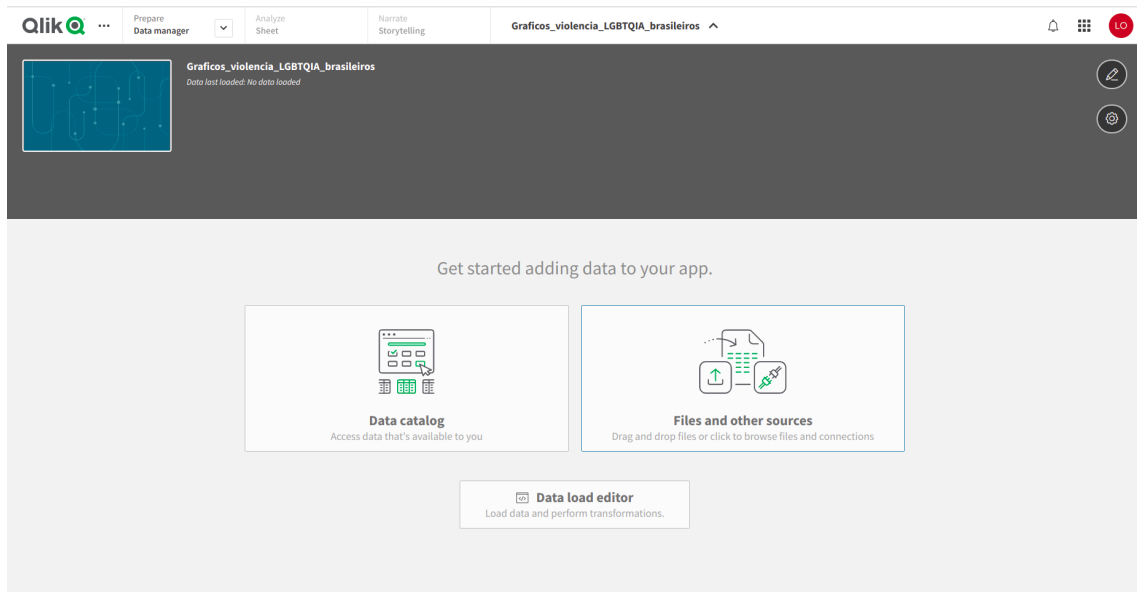 Qlik
Prepare
Data manager
Analyze
Sheet
Narrate
Storytelling
Graficos_violencia_LGBTQIA_brasileiros
LO
Graficos_violencia_LGBTQIA_brasileiros
Data last loaded: No data loaded
Get started adding data to your app.
Data catalog
Access data that's available to you
Files and other sources
Drag and drop files or click to browse files and connections
Data load editor
Load data and perform transformations.